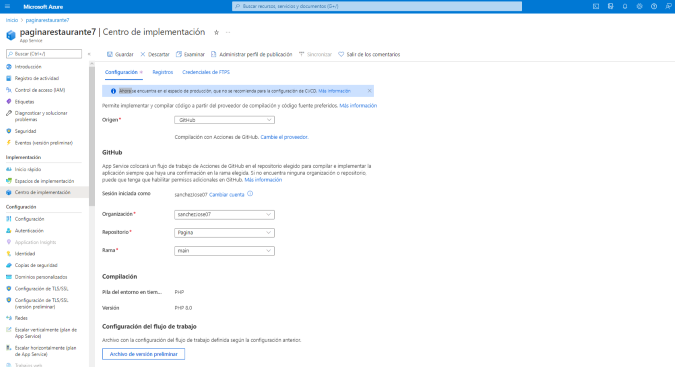 Microsoft Azure
Buscar recursos, servicios y documentos (G+/)
Inicio > paginarestaurante7
paginarestaurante7 | Centro de implementación
App Service
Buscar (Ctrl+/)
Introducción
Registro de actividad
Control de acceso (IAM)
Etiquetas
Diagnosticar y solucionar
problemas
Seguridad
Eventos (versión preliminar)
Implementación
Inicio rápido
Espacios de implementación
Centro de implementación
Configuración
Configuración
Autenticación
Application Insights
Identidad
Copias de seguridad
Dominios personalizados
Configuración de TLS/SSL
Configuración de TLS/SSL
(versión preliminar)
Redes
Escalar verticalmente (plan de
App Service)
Escalar horizontalmente (plan
de App Service)
Trabajos web
Guardar
Descartar
Examinar
Administrar perfil de publicación
Sincronizar
Salir de los comentarios
Configuración *
Registros
Credenciales de FTPS
Ahora se encuentra en el espacio de producción, que no se recomienda para la configuración de CI/CD. Más información
Permite implementar y compilar código a partir del proveedor de compilación y código fuente preferidos. Más información
Origen *
GitHub
Compilación con Acciones de GitHub. Cambie el proveedor.
GitHub
App Service colocará un flujo de trabajo de Acciones de GitHub en el repositorio elegido para compilar e implementar la
aplicación siempre que haya una confirmación en la rama elegida. Si no encuentra ninguna organización o repositorio,
puede que tenga que habilitar permisos adicionales en GitHub. Más información
Sesión iniciada como
sanchezjose07 Cambiar cuenta
Organización *
sanchezjose07
Repositorio *
Pagina
Rama *
main
Compilación
Pila del entorno en tiem...
PHP
Versión
PHP 8.0
Configuración del flujo de trabajo
Archivo con la configuración del flujo de trabajo definida según la configuración anterior.
Archivo de versión preliminar